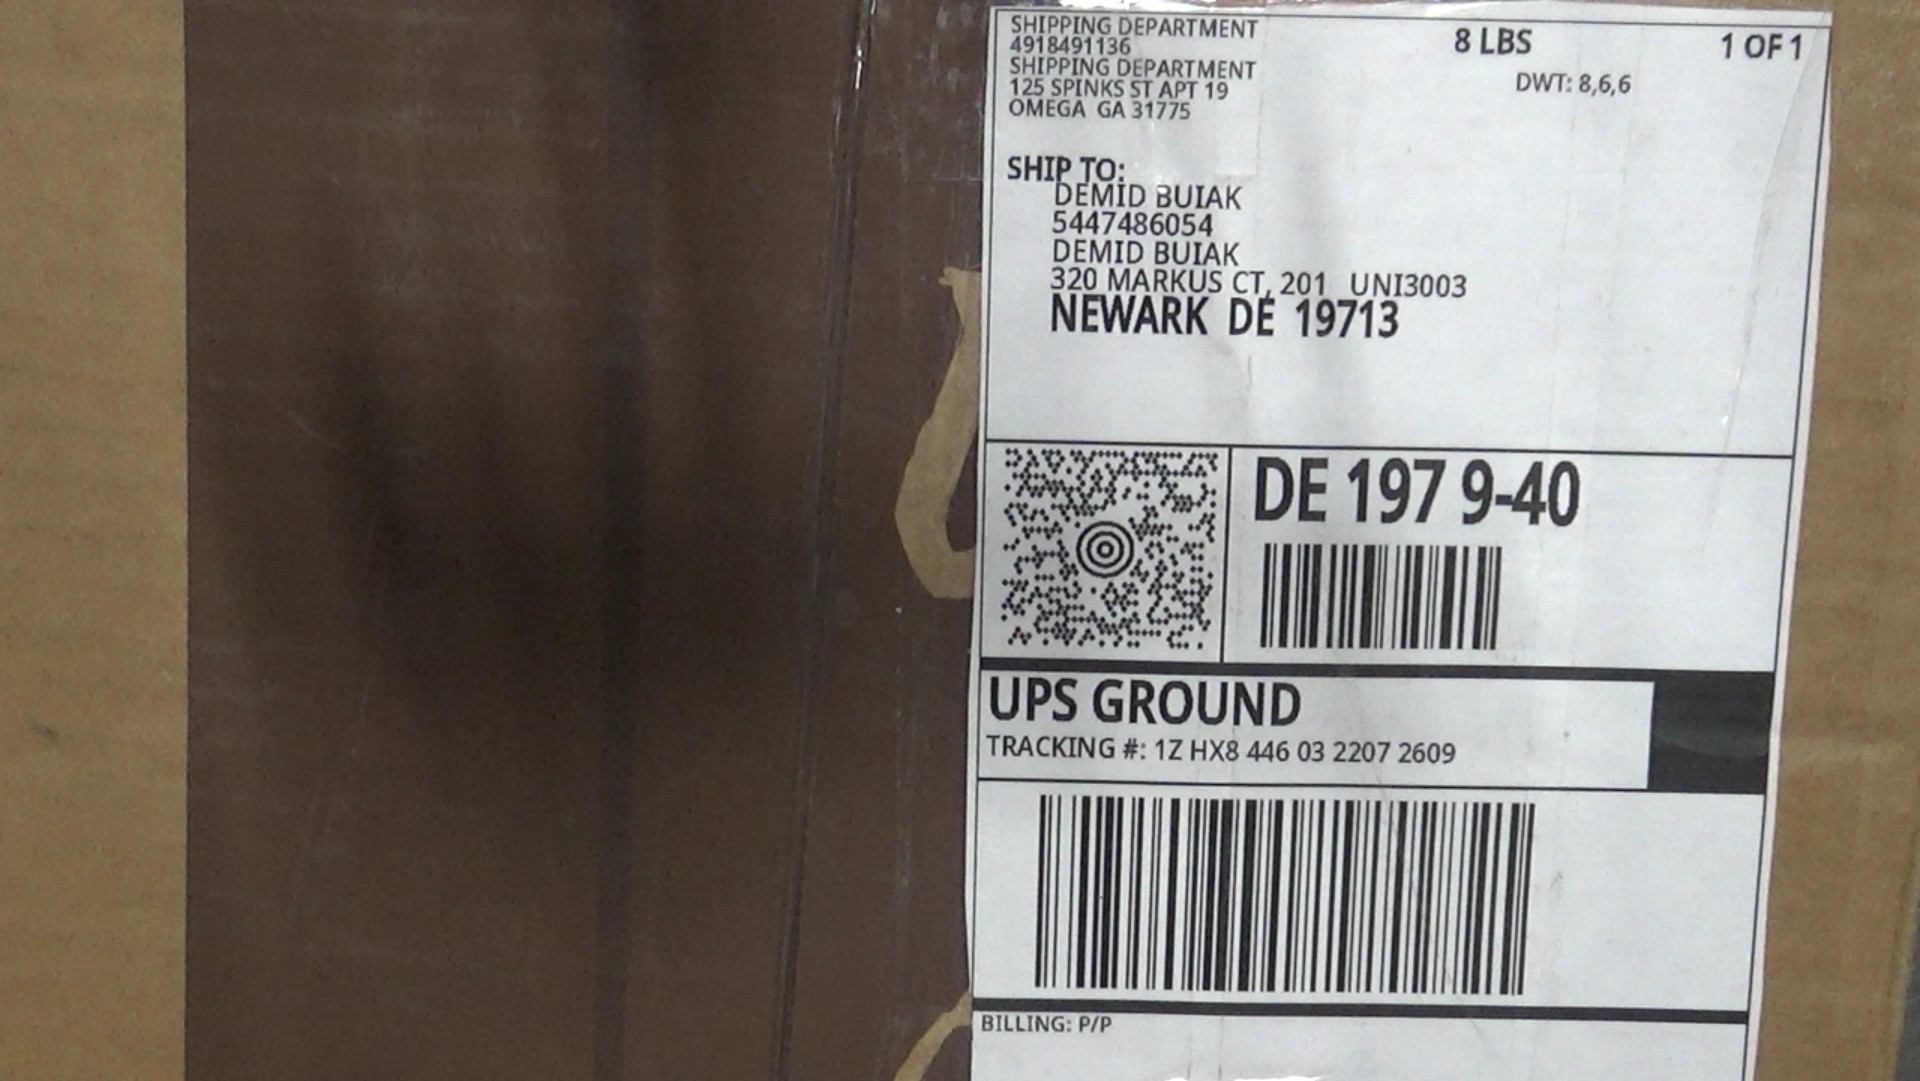 SHIPPING DEPARTMENT
4918491136
SHIPPING DEPARTMENT
125 SPINKS ST APT 19
OMEGA GA 31775
8 LBS
1 OF 1
DWT: 8,6,6
SHIP TO:
DEMID BUIAK
5447486054
DEMID BUIAK
320 MARKUS CT, 201 UNI3003
NEWARK DE 19713
DE 197 9-40
UPS GROUND
TRACKING #: 1Z HX8 446 03 2207 2609
BILLING: P/P